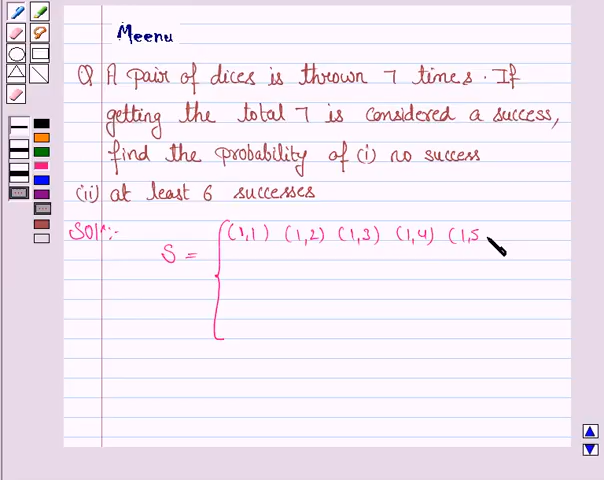 Meenu
Q A pair of dices is thrown 7 times. If
getting the total 7 is considered a success,
find the probability of (i) no success
(ii) at least 6 successes
Soln:-
S = { (1,1) (1,2) (1,3) (1,4) (1,5